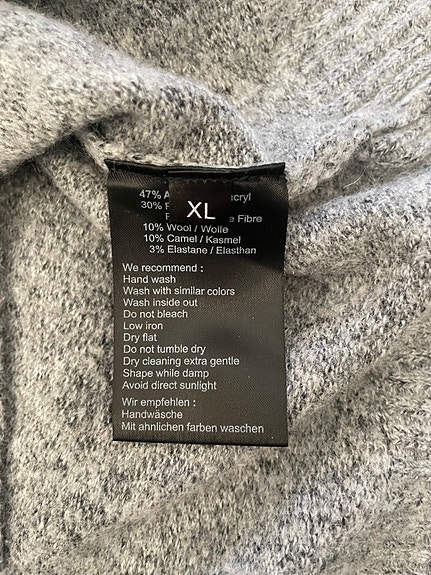 47% A acryl
30% P
XL
e Fibre
10% Wool / Wolle
10% Camel / Kasmel
3% Elastane / Elasthan
We recommend :
Hand wash
Wash with similar colors
Wash inside out
Do not bleach
Low iron
Dry flat
Do not tumble dry
Dry cleaning extra gentle
Shape while damp
Avoid direct sunlight
Wir empfehlen :
Handwäsche
Mit ahnlichen farben waschen